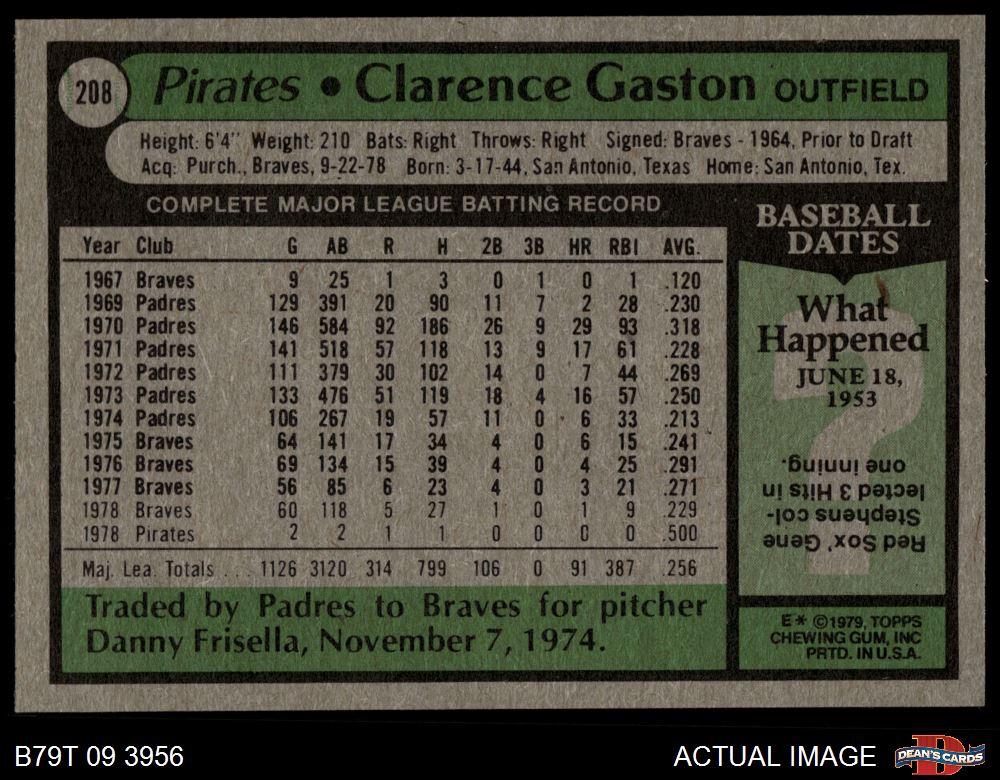 208
Pirates • Clarence Gaston OUTFIELD
Height: 6'4" Weight: 210 Bats: Right Throws: Right Signed: Braves - 1964, Prior to Draft
Acq: Purch., Braves, 9-22-78 Born: 3-17-44, San Antonio, Texas Home: San Antonio, Tex.
COMPLETE MAJOR LEAGUE BATTING RECORD
Year Club G AB R H 2B 3B HR RBI AVG.
1967 Braves 9 25 1 3 0 1 0 1 .120
1969 Padres 129 391 20 90 11 7 2 28 .230
1970 Padres 146 584 92 186 26 9 29 93 .318
1971 Padres 141 518 57 118 13 9 17 61 .228
1972 Padres 111 379 30 102 14 0 7 44 .269
1973 Padres 133 476 51 119 18 4 16 57 .250
1974 Padres 106 267 19 57 11 0 6 33 .213
1975 Braves 64 141 17 34 4 0 6 15 .241
1976 Braves 69 134 15 39 4 0 4 25 .291
1977 Braves 56 85 6 23 4 0 3 21 .271
1978 Braves 60 118 5 27 1 0 1 9 .229
1978 Pirates 2 2 1 1 0 0 0 0 .500
Maj. Lea. Totals . . . 1126 3120 314 799 106 0 91 387 .256
Traded by Padres to Braves for pitcher
Danny Frisella, November 7, 1974.
BASEBALL
DATES
What
Happened
JUNE 18,
1953
?
Red Sox' Gene
Stephens col-
lected 3 Hits in
one inning.
E* ©1979, TOPPS
CHEWING GUM, INC
PRTD. IN U.S.A.
B79T 09 3956
ACTUAL IMAGE
D
DEAN'S CARDS